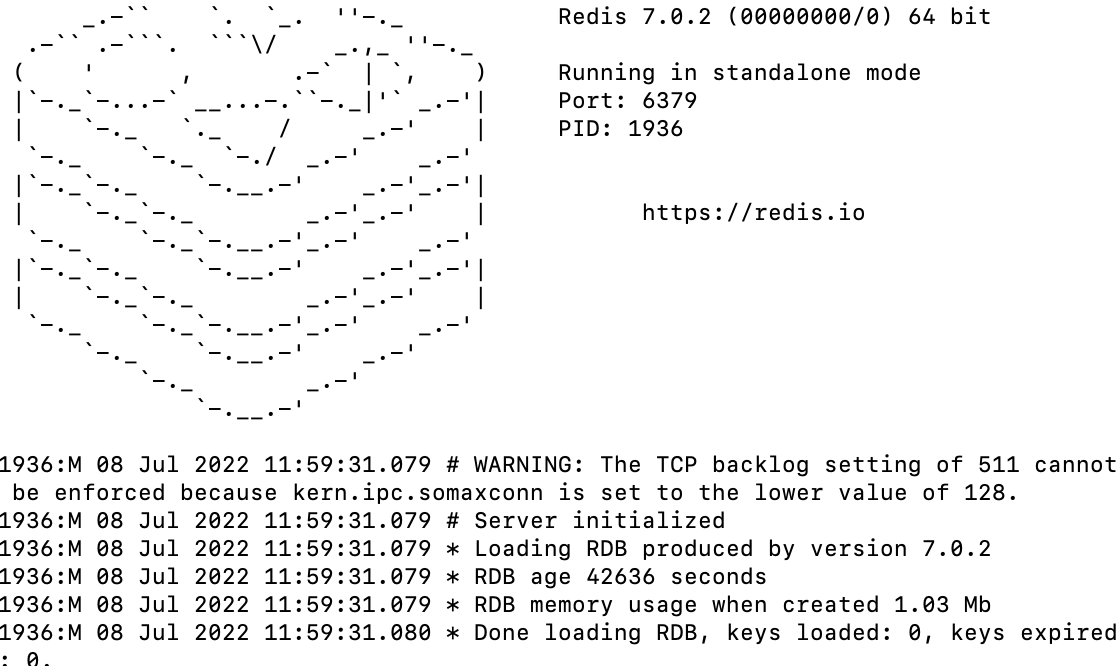 Redis 7.0.2 (00000000/0) 64 bit
Running in standalone mode
Port: 6379
PID: 1936
https://redis.io
1936:M 08 Jul 2022 11:59:31.079 # WARNING: The TCP backlog setting of 511 cannot
be enforced because kern.ipc.somaxconn is set to the lower value of 128.
1936:M 08 Jul 2022 11:59:31.079 # Server initialized
1936:M 08 Jul 2022 11:59:31.079 * Loading RDB produced by version 7.0.2
1936:M 08 Jul 2022 11:59:31.079 * RDB age 42636 seconds
1936:M 08 Jul 2022 11:59:31.079 * RDB memory usage when created 1.03 Mb
1936:M 08 Jul 2022 11:59:31.080 * Done loading RDB, keys loaded: 0, keys expired
: 0.